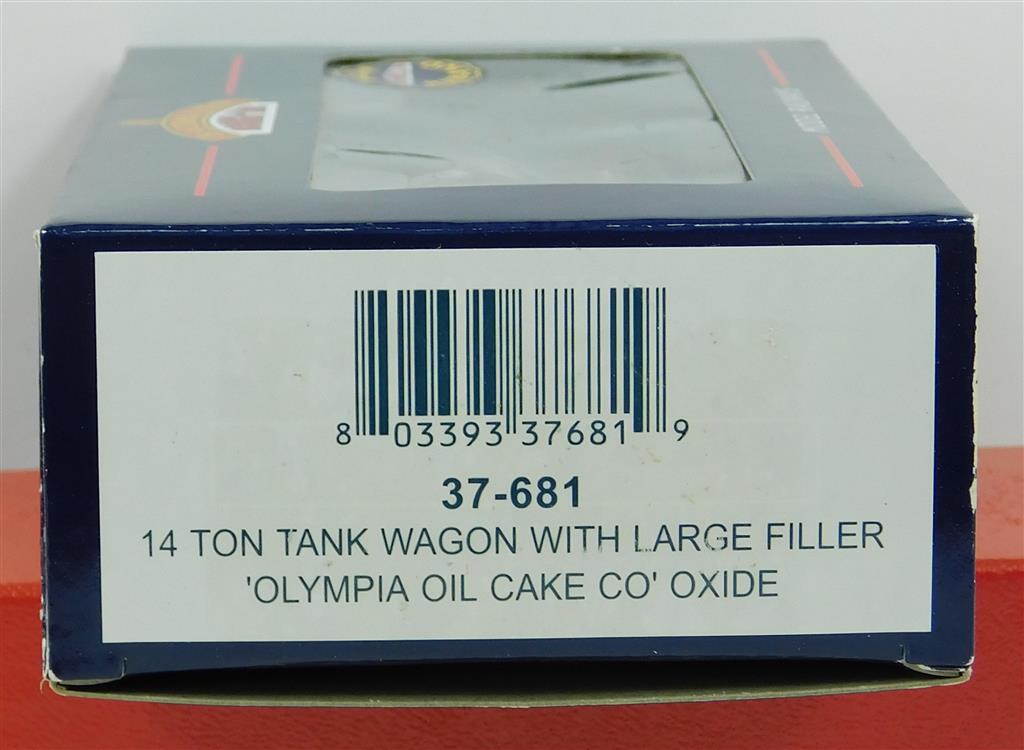 8 03393 37681 9
37-681
14 TON TANK WAGON WITH LARGE FILLER
'OLYMPIA OIL CAKE CO' OXIDE